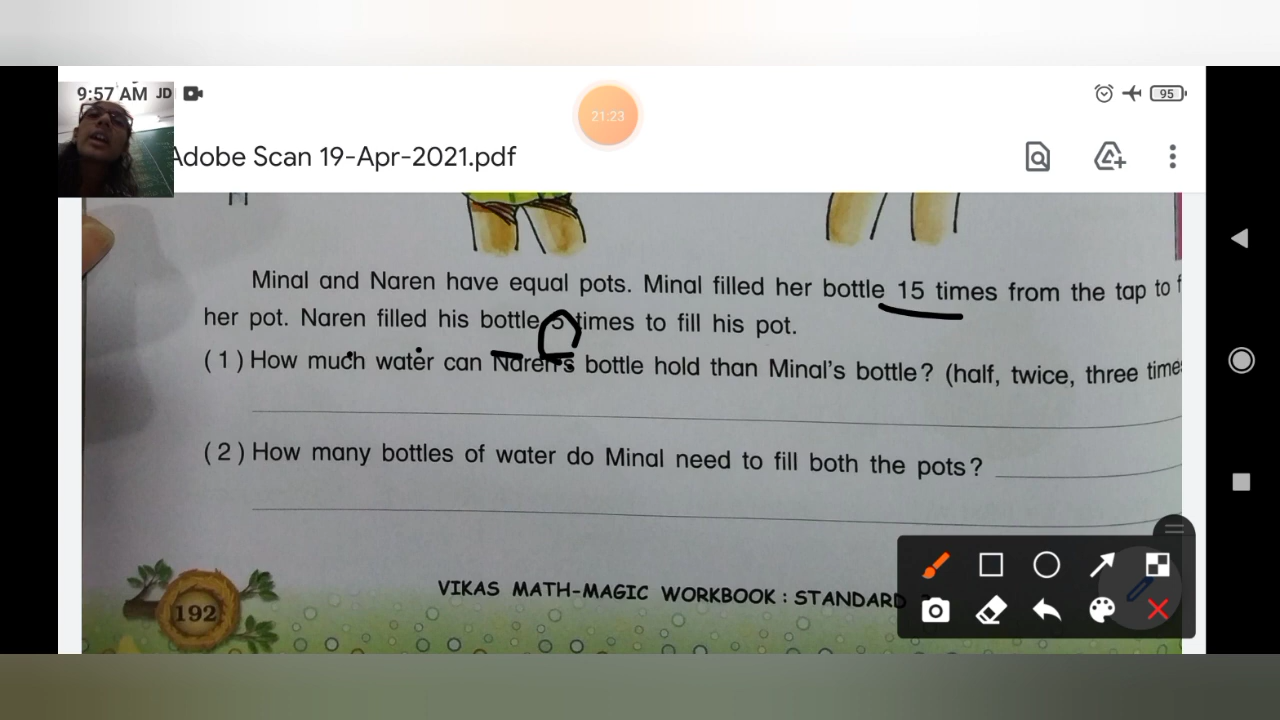 9:57 AM JD
95
21:23
Adobe Scan 19-Apr-2021.pdf
Minal and Naren have equal pots. Minal filled her bottle 15 times from the tap to f
her pot. Naren filled his bottle 5 times to fill his pot.
(1) How much water can Naren's bottle hold than Minal's bottle? (half, twice, three times
(2) How many bottles of water do Minal need to fill both the pots?
192
VIKAS MATH-MAGIC WORKBOOK : STANDARD